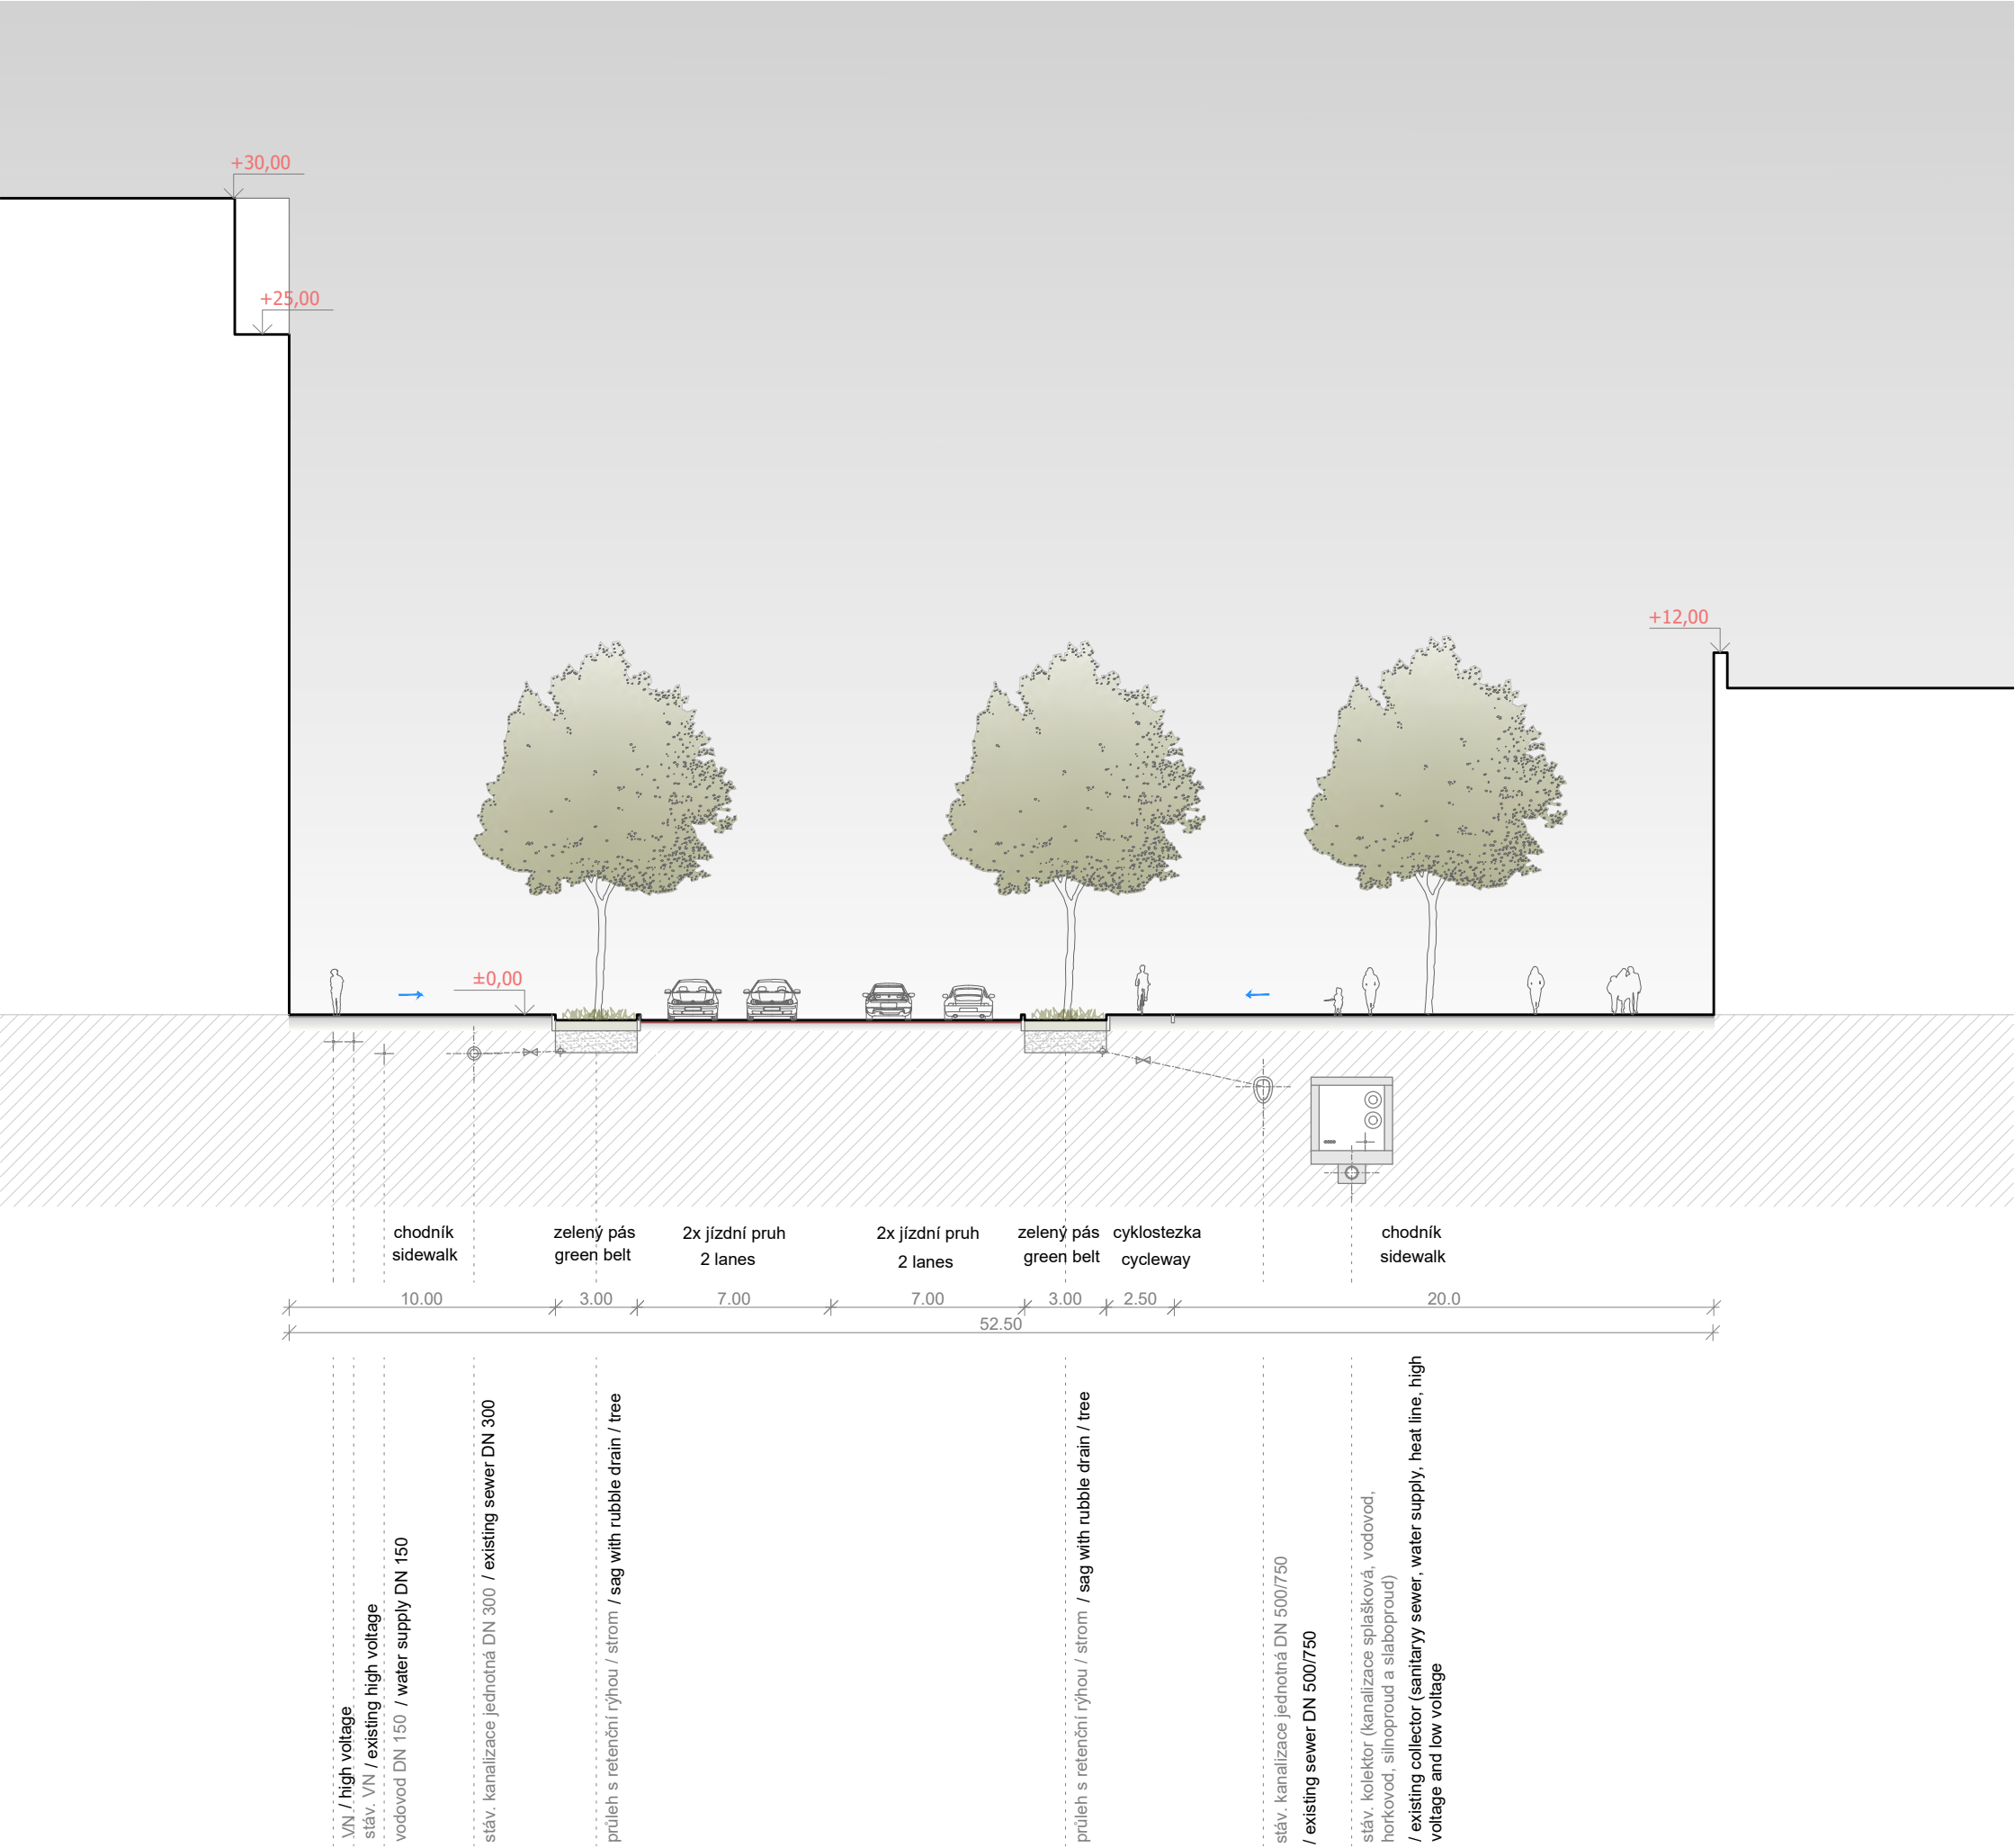 +30,00
+25,00
+12,00
±0,00
chodník
sidewalk
zelený pás
green belt
2x jízdní pruh
2 lanes
2x jízdní pruh
2 lanes
zelený pás
green belt
cyklostezka
cycleway
chodník
sidewalk
10.00
3.00
7.00
7.00
3.00
2.50
20.0
52.50
VN / high voltage
stáv. VN / existing high voltage
vodovod DN 150 / water supply DN 150
stáv. kanalizace jednotná DN 300 / existing sewer DN 300
průleh s retenční rýhou / strom / sag with rubble drain / tree
průleh s retenční rýhou / strom / sag with rubble drain / tree
stáv. kanalizace jednotná DN 500/750
/ existing sewer DN 500/750
stáv. kolektor (kanalizace splašková, vodovod,
horkovod, silnoproud a slaboproud)
/ existing collector (sanitaryy sewer, water supply, heat line, high
voltage and low voltage